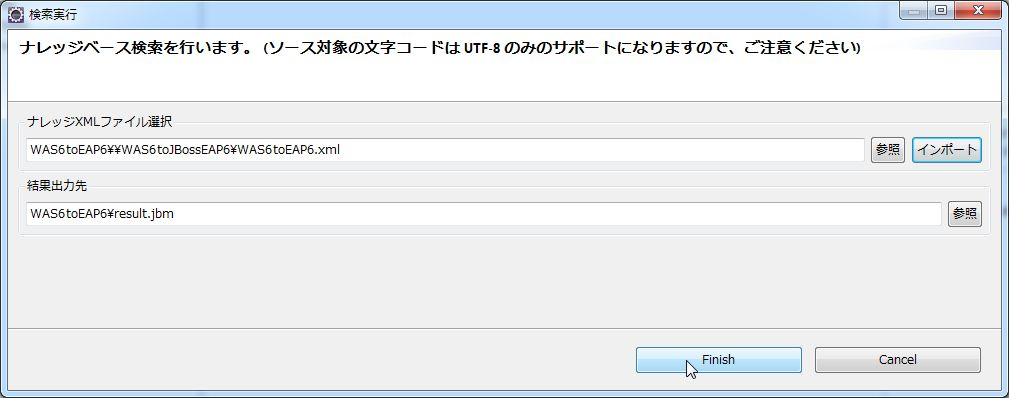 検索実行
ナレッジベース検索を行います。 (ソース対象の文字コードは UTF-8 のみのサポートになりますので、ご注意ください)
ナレッジXMLファイル選択
WAS6toEAP6¥¥WAS6toJBossEAP6¥WAS6toEAP6.xml 参照 インポート
結果出力先
WAS6toEAP6¥result.jbm 参照
Finish Cancel